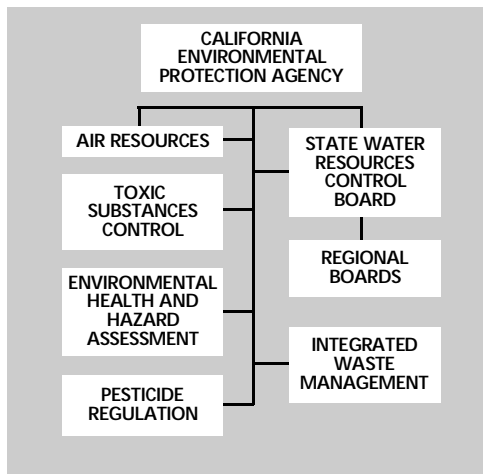 CALIFORNIA
ENVIRONMENTAL
PROTECTION AGENCY
AIR RESOURCES
TOXIC
SUBSTANCES
CONTROL
ENVIRONMENTAL
HEALTH AND
HAZARD
ASSESSMENT
PESTICIDE
REGULATION
STATE WATER
RESOURCES
CONTROL
BOARD
REGIONAL
BOARDS
INTEGRATED
WASTE
MANAGEMENT